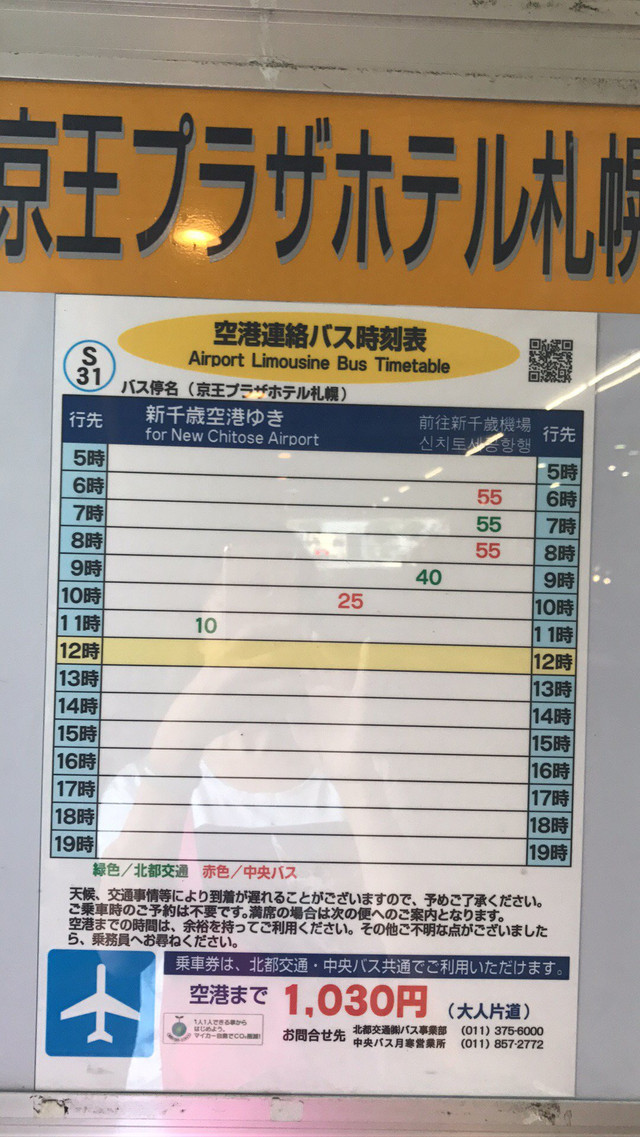 京王プラザホテル札幌
空港連絡バス時刻表
Airport Limousine Bus Timetable
S
31
バス停名（京王プラザホテル札幌）
行先 新千歳空港ゆき 前往新千歳機場 行先
for New Chitose Airport 신치토세공항행
5時 5時
6時 55 6時
7時 55 7時
8時 55 8時
9時 40 9時
10時 25 10時
11時 10 11時
12時 12時
13時 13時
14時 14時
15時 15時
16時 16時
17時 17時
18時 18時
19時 19時
緑色／北都交通 赤色／中央バス
天候、交通事情等により到着が遅れることがございますので、予めご了承ください。
ご乗車時のご予約は不要です。満席の場合は次の便へのご案内となります。
空港までの時間は、余裕を持ってご利用ください。その他ご不明な点がございました
ら、乗務員へお尋ねください。
乗車券は、北都交通・中央バス共通でご利用いただけます。
空港まで 1,030円 （大人片道）
1人1人できる事から
はじめよう。
お問合せ先 北都交通㈱バス事業部 （011）375-6000
中央バス月寒営業所 （011）857-2772